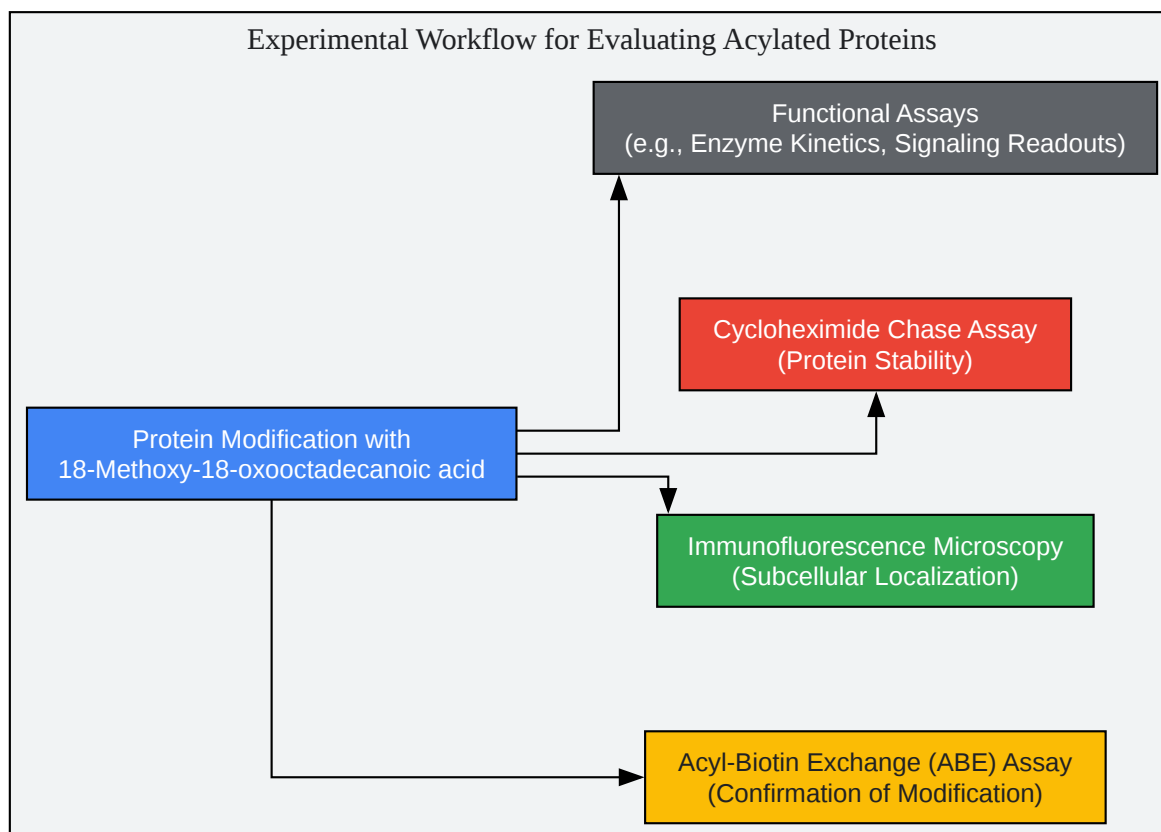 Experimental Workflow for Evaluating Acylated Proteins
Functional Assays
(e.g., Enzyme Kinetics, Signaling Readouts)
Cycloheximide Chase Assay
(Protein Stability)
Protein Modification with
18-Methoxy-18-oxooctadecanoic acid
Immunofluorescence Microscopy
(Subcellular Localization)
Acyl-Biotin Exchange (ABE) Assay
(Confirmation of Modification)